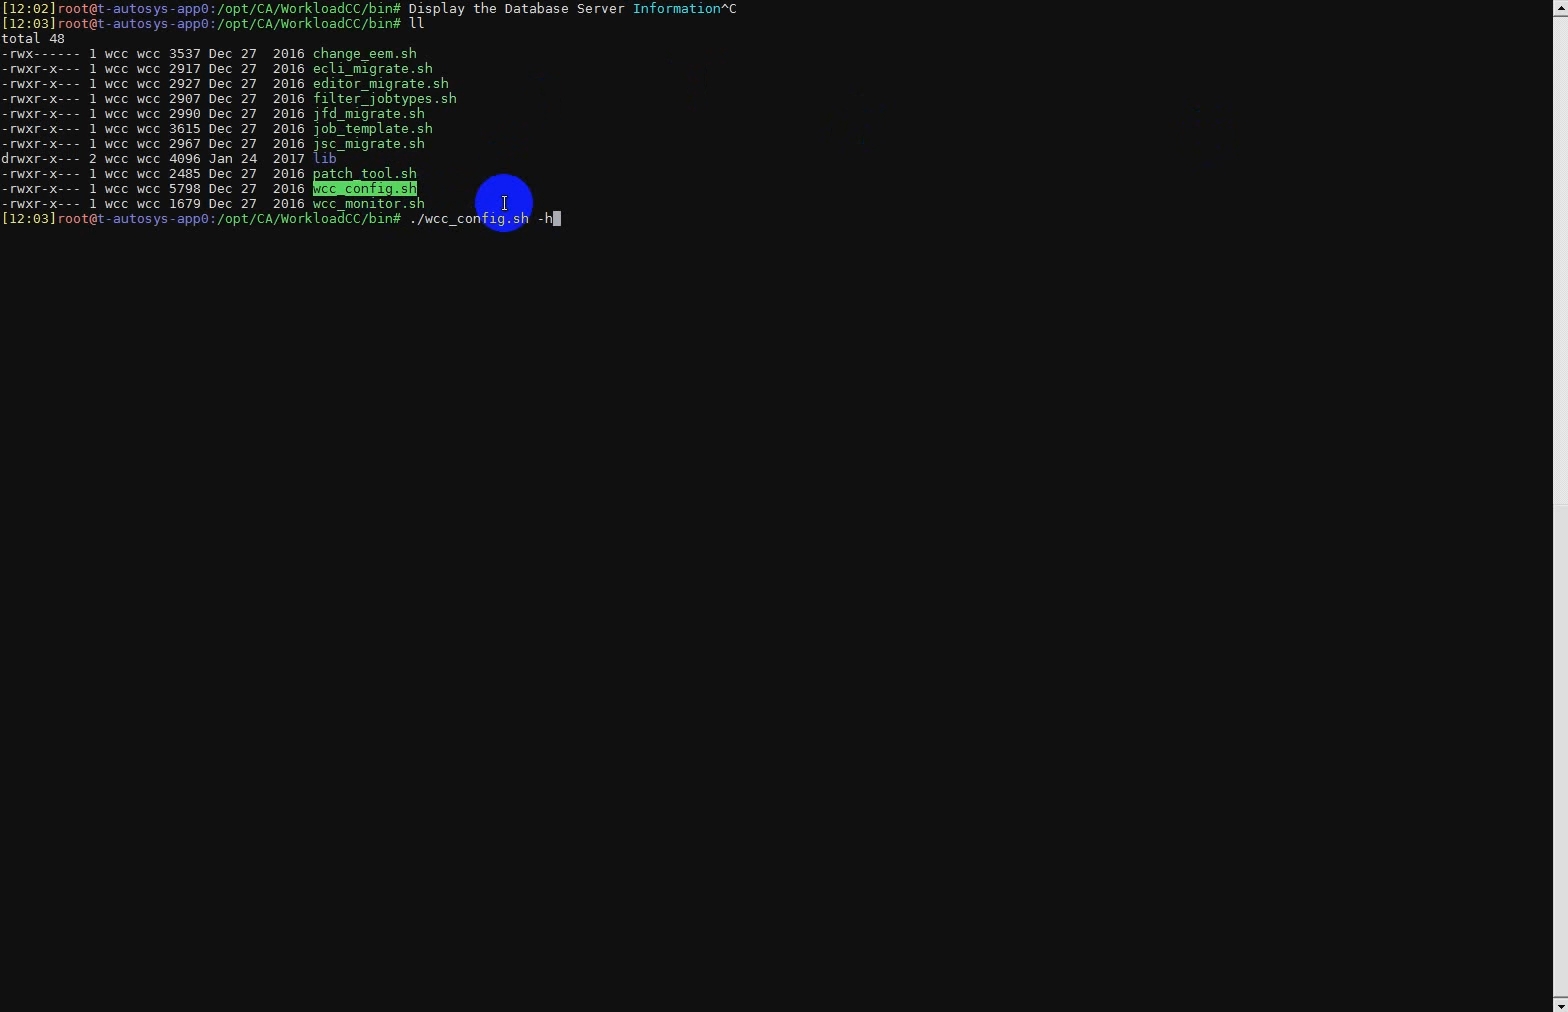 [12:02]root@t-autosys-app0:/opt/CA/WorkloadCC/bin# Display the Database Server Information^C
[12:03]root@t-autosys-app0:/opt/CA/WorkloadCC/bin# ll
total 48
-rwx------ 1 wcc wcc 3537 Dec 27  2016 change_eem.sh
-rwxr-x--- 1 wcc wcc 2917 Dec 27  2016 ecli_migrate.sh
-rwxr-x--- 1 wcc wcc 2927 Dec 27  2016 editor_migrate.sh
-rwxr-x--- 1 wcc wcc 2907 Dec 27  2016 filter_jobtypes.sh
-rwxr-x--- 1 wcc wcc 2990 Dec 27  2016 jfd_migrate.sh
-rwxr-x--- 1 wcc wcc 3615 Dec 27  2016 job_template.sh
-rwxr-x--- 1 wcc wcc 2967 Dec 27  2016 jsc_migrate.sh
drwxr-x--- 2 wcc wcc 4096 Jan 24  2017 lib
-rwxr-x--- 1 wcc wcc 2485 Dec 27  2016 patch_tool.sh
-rwxr-x--- 1 wcc wcc 5798 Dec 27  2016 wcc_config.sh
-rwxr-x--- 1 wcc wcc 1679 Dec 27  2016 wcc_monitor.sh
[12:03]root@t-autosys-app0:/opt/CA/WorkloadCC/bin# ./wcc_config.sh -h